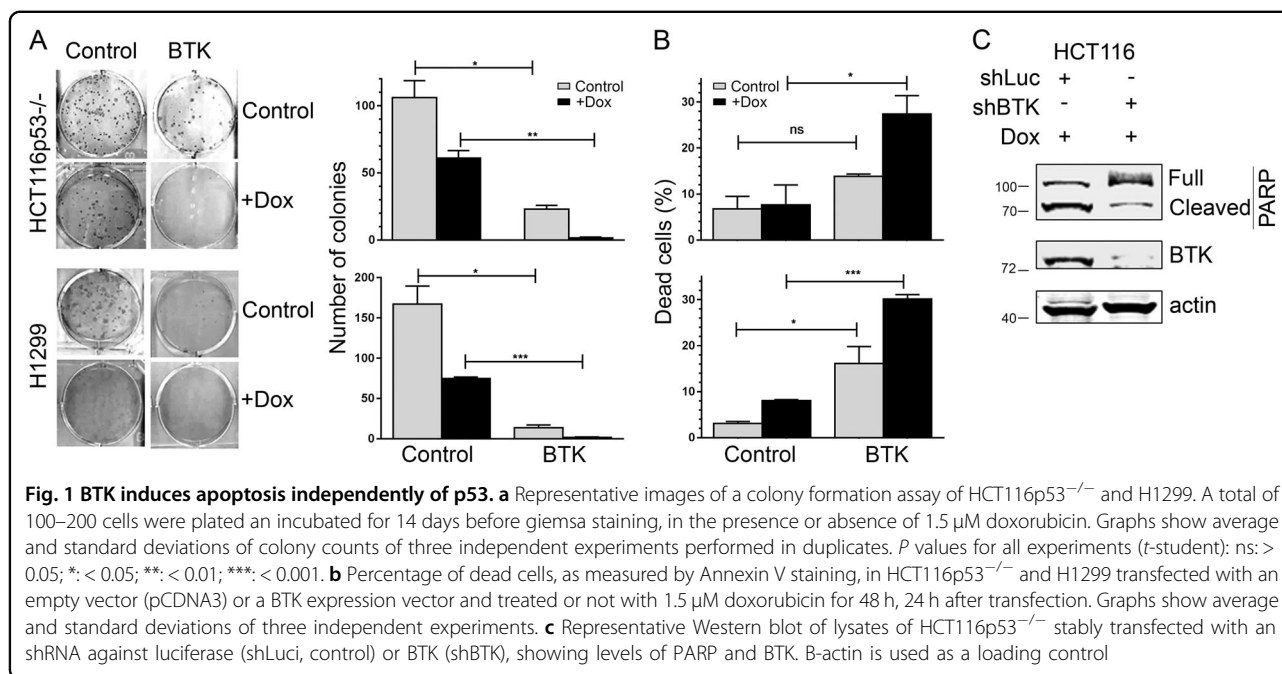 A
Control BTK
HCT116p53-/-
Control
+Dox
H1299
Control
+Dox
Number of colonies
100
50
0
* 
**
Control
+Dox
200
150
100
50
0
*
***
Control BTK
B
Dead cells (%)
30
20
10
0
ns
*
Control
+Dox
30
20
10
0
*
***
Control BTK
C
HCT116
shLuc + -
shBTK - +
Dox + +
100
70
Full
Cleaved
PARP
72
BTK
40
actin
Fig. 1 BTK induces apoptosis independently of p53. a Representative images of a colony formation assay of HCT116p53−/− and H1299. A total of
100–200 cells were plated an incubated for 14 days before giemsa staining, in the presence or absence of 1.5 µM doxorubicin. Graphs show average
and standard deviations of colony counts of three independent experiments performed in duplicates. P values for all experiments (t-student): ns: >
0.05; *: < 0.05; **: < 0.01; ***: < 0.001. b Percentage of dead cells, as measured by Annexin V staining, in HCT116p53−/− and H1299 transfected with an
empty vector (pCDNA3) or a BTK expression vector and treated or not with 1.5 µM doxorubicin for 48 h, 24 h after transfection. Graphs show average
and standard deviations of three independent experiments. c Representative Western blot of lysates of HCT116p53−/− stably transfected with an
shRNA against luciferase (shLuci, control) or BTK (shBTK), showing levels of PARP and BTK. B-actin is used as a loading control